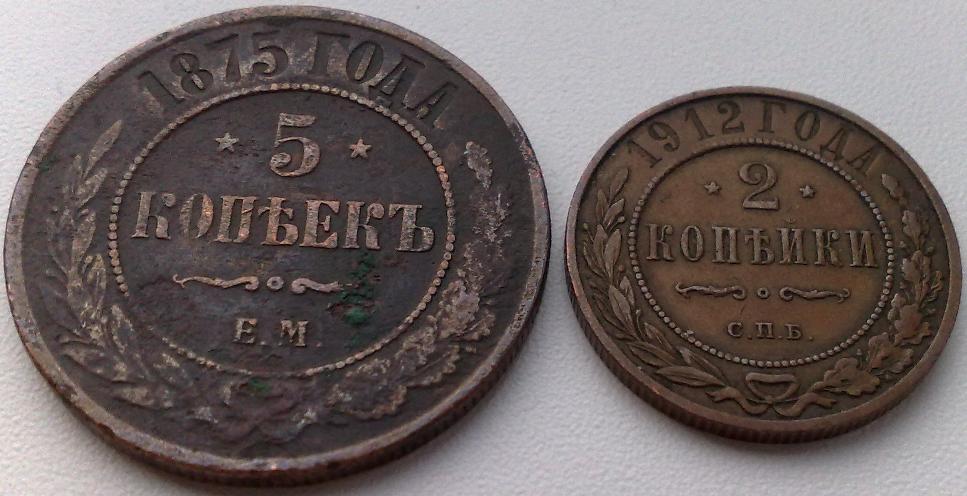 1875 ГОДА
5
КОПѢЕКЪ
Е.М.
1912 ГОДА
2
КОПѢЙКИ
С.П.Б.